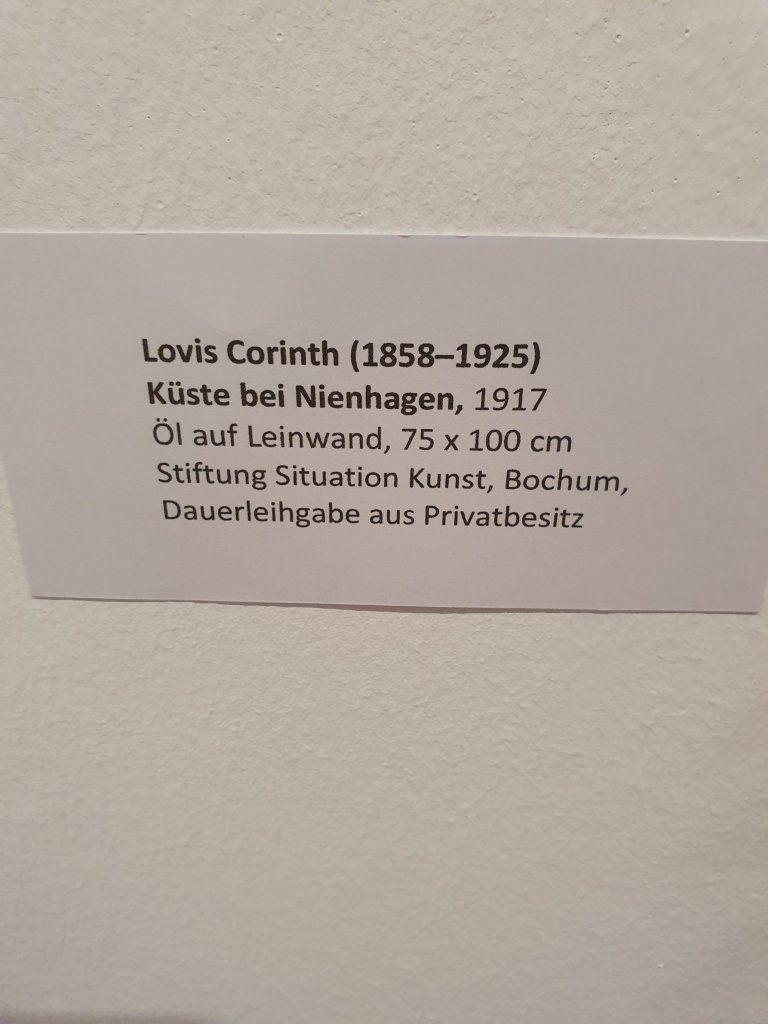 Lovis Corinth (1858–1925)
Küste bei Nienhagen, 1917
Öl auf Leinwand, 75 x 100 cm
Stiftung Situation Kunst, Bochum,
Dauerleihgabe aus Privatbesitz